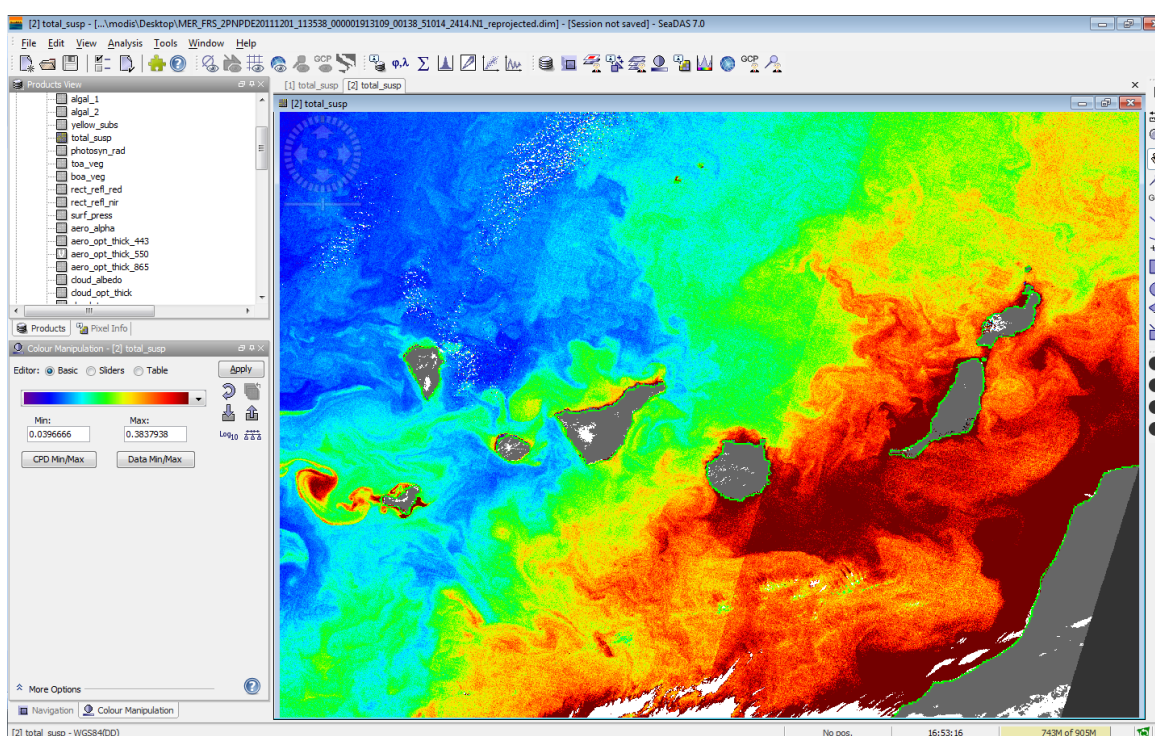 [2] total_susp - [...\modis\Desktop\MER_FRS_2PNPDE20111201_113538_000001913109_00138_51014_2414.N1_reprojected.dim] - [Session not saved] - SeaDAS 7.0
File Edit View Analysis Tools Window Help
GCP φ,λ Σ GCP
Products View
algal_1
algal_2
yellow_subs
total_susp
photosyn_rad
toa_veg
boa_veg
rect_refl_red
rect_refl_nir
surf_press
aero_alpha
aero_opt_thick_443
aero_opt_thick_550
aero_opt_thick_865
cloud_albedo
cloud_opt_thick
Products Pixel Info
Colour Manipulation - [2] total_susp
Editor: Basic Sliders Table Apply
Min: Max:
0.0396666 0.3837938 Log10
CPD Min/Max Data Min/Max
More Options
Navigation Colour Manipulation
[1] total_susp [2] total_susp
[2] total_susp
[2] total_susp - WGS84(DD) No pos. 16:53:16 743M of 905M